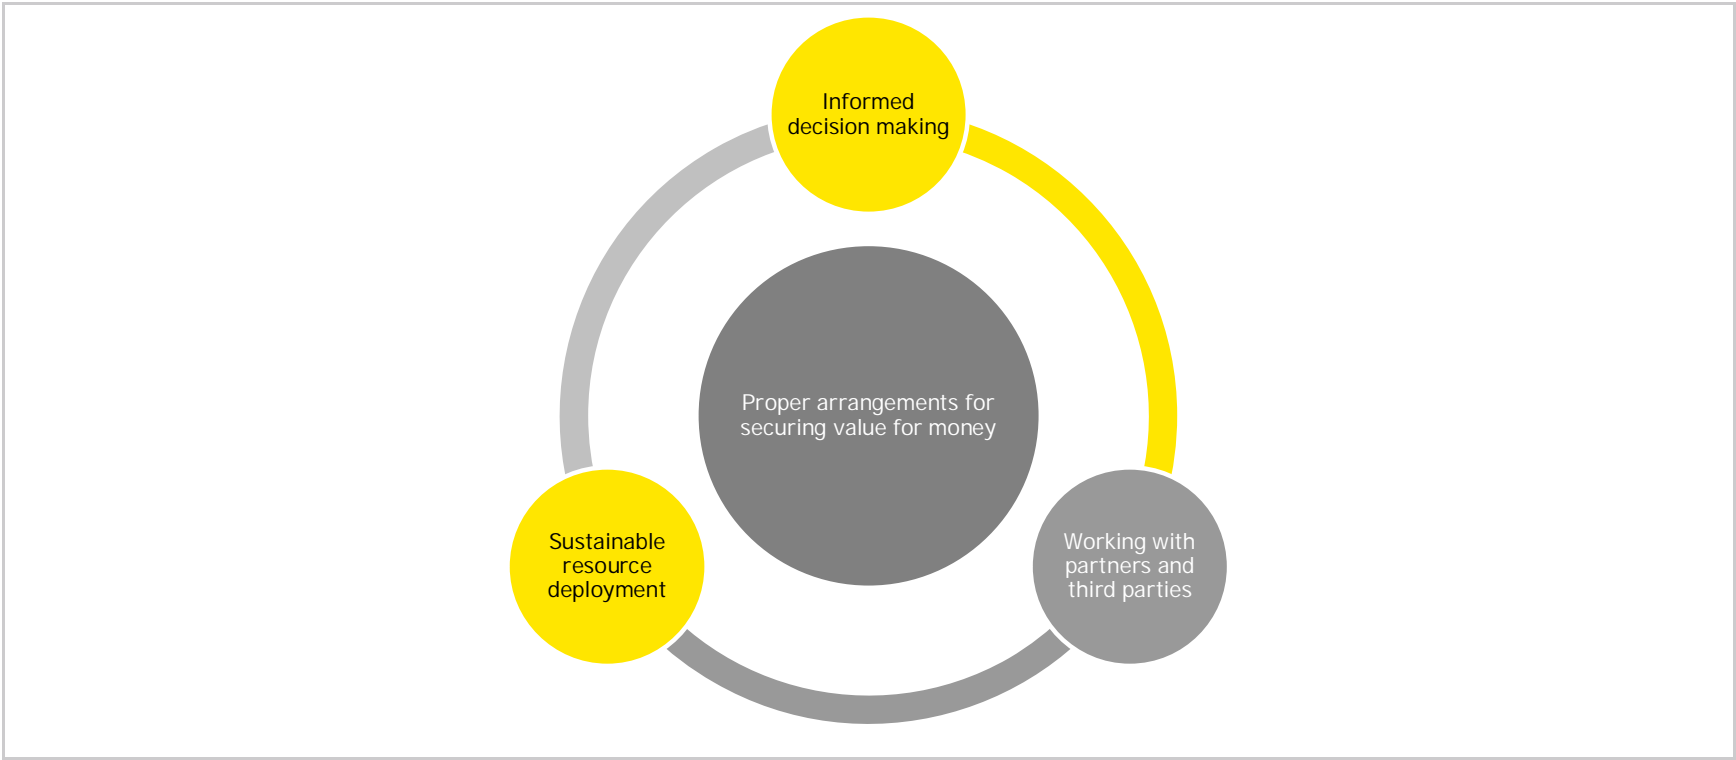 Informed
decision making
Proper arrangements for
securing value for money
Sustainable
resource
deployment
Working with
partners and
third parties